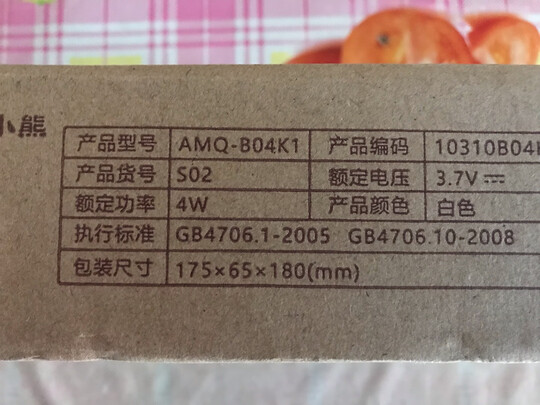 小熊
产品型号 AMQ-B04K1 产品编码 10310B04
产品货号 S02 额定电压 3.7V⎓
额定功率 4W 产品颜色 白色
执行标准 GB4706.1-2005 GB4706.10-2008
包装尺寸 175×65×180(mm)